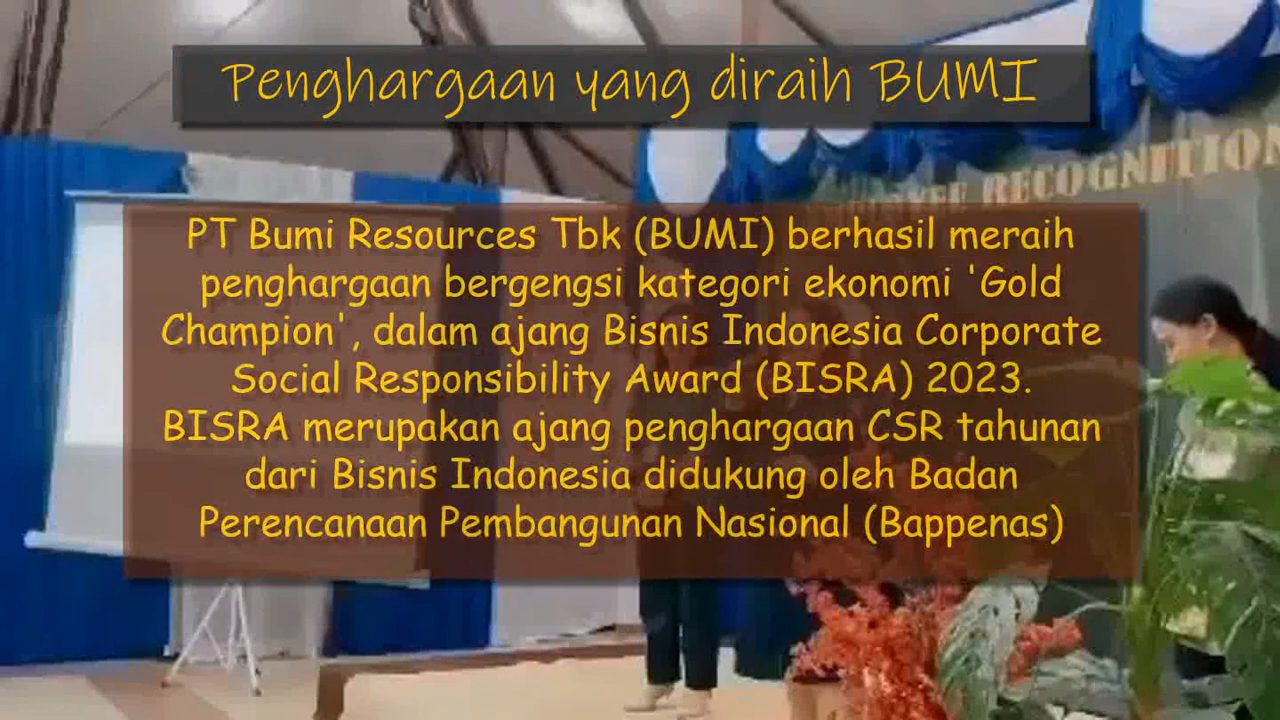 Penghargaan yang diraih BUMI
RECOGNITION
PT Bumi Resources Tbk (BUMI) berhasil meraih
penghargaan bergengsi kategori ekonomi 'Gold
Champion', dalam ajang Bisnis Indonesia Corporate
Social Responsibility Award (BISRA) 2023.
BISRA merupakan ajang penghargaan CSR tahunan
dari Bisnis Indonesia didukung oleh Badan
Perencanaan Pembangunan Nasional (Bappenas)